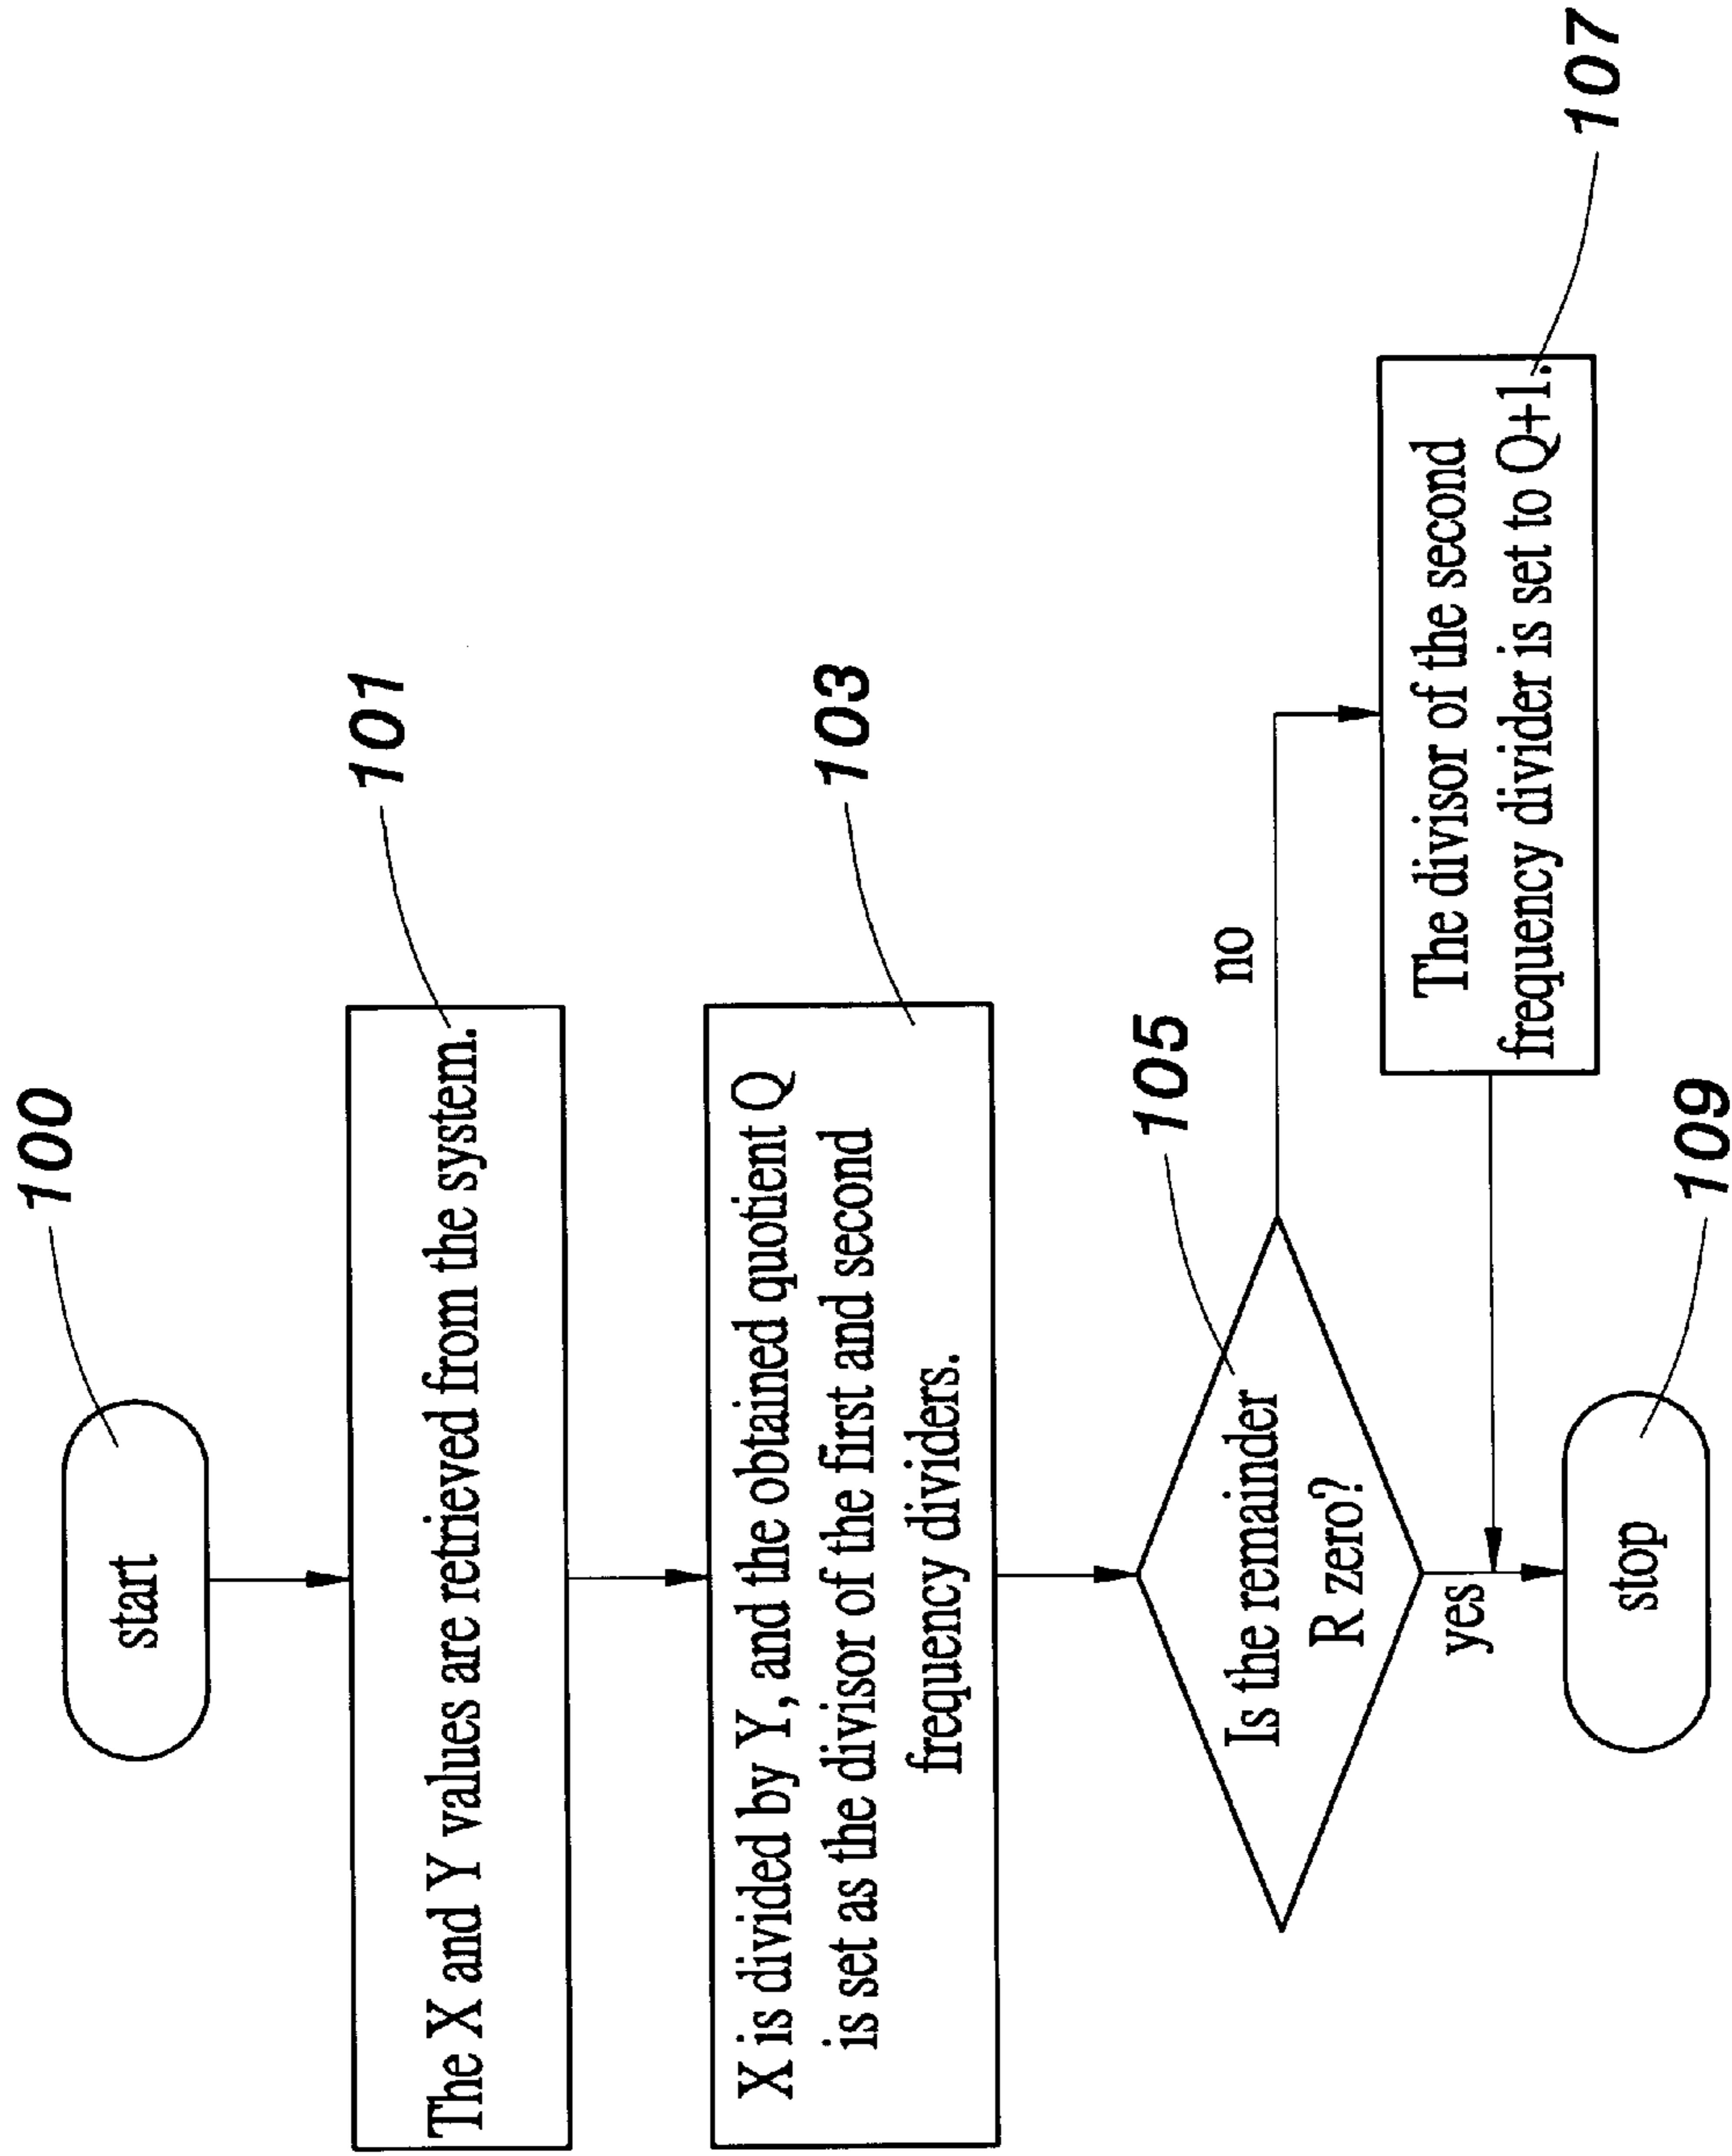 100
start
101
The X and Y values are retrieved from the system.
103
X is divided by Y, and the obtained quotient Q
is set as the divisor of the first and second
frequency dividers.
105
Is the remainder
R zero?
no
107
The divisor of the second
frequency divider is set to Q+1.
yes
109
stop